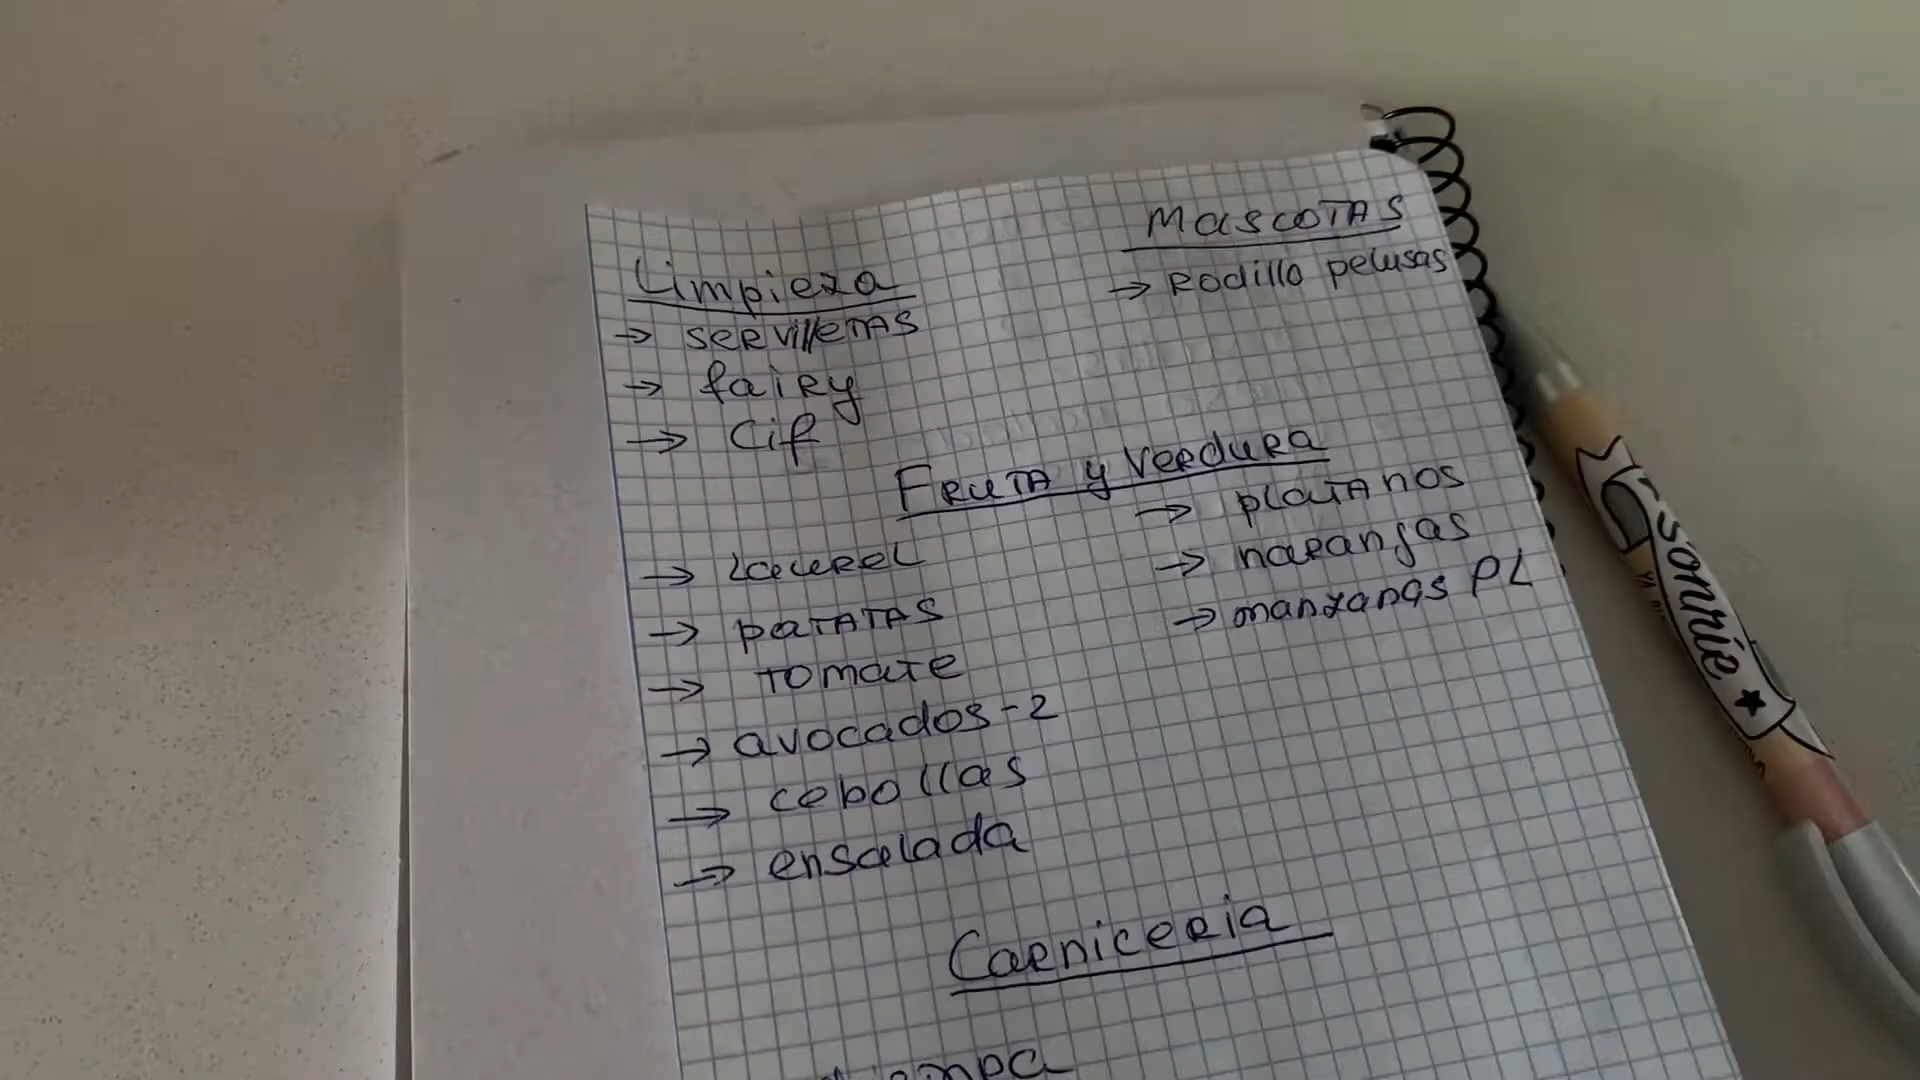 Mascotas
→ Rodillo pelusas
Limpieza
→ servilletas
→ fairy
→ Cif
Fruta y Verdura
→ Laurel
→ patatas
→ tomate
→ avocados-2
→ cebollas
→ ensalada
→ platanos
→ naranjas
→ manzanas PL
Carniceria
sonríe